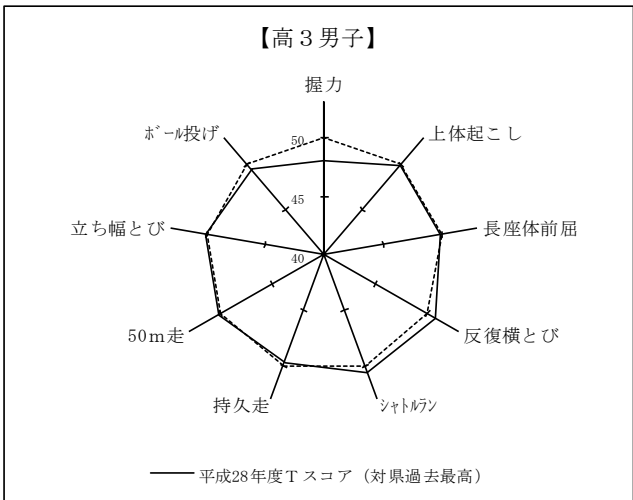 【高３男子】
握力
ﾎﾞｰﾙ投げ
上体起こし
50
立ち幅とび
45
長座体前屈
40
50ｍ走
反復横とび
持久走
ｼｬﾄﾙﾗﾝ
平成28年度Ｔスコア（対県過去最高）